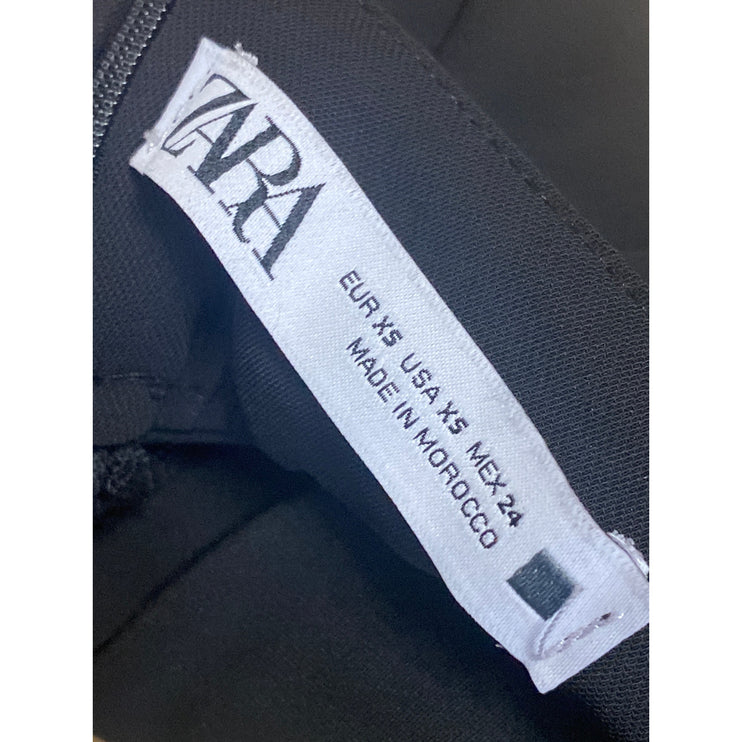 ZARA
EUR XS USA XS MEX 24
MADE IN MOROCCO